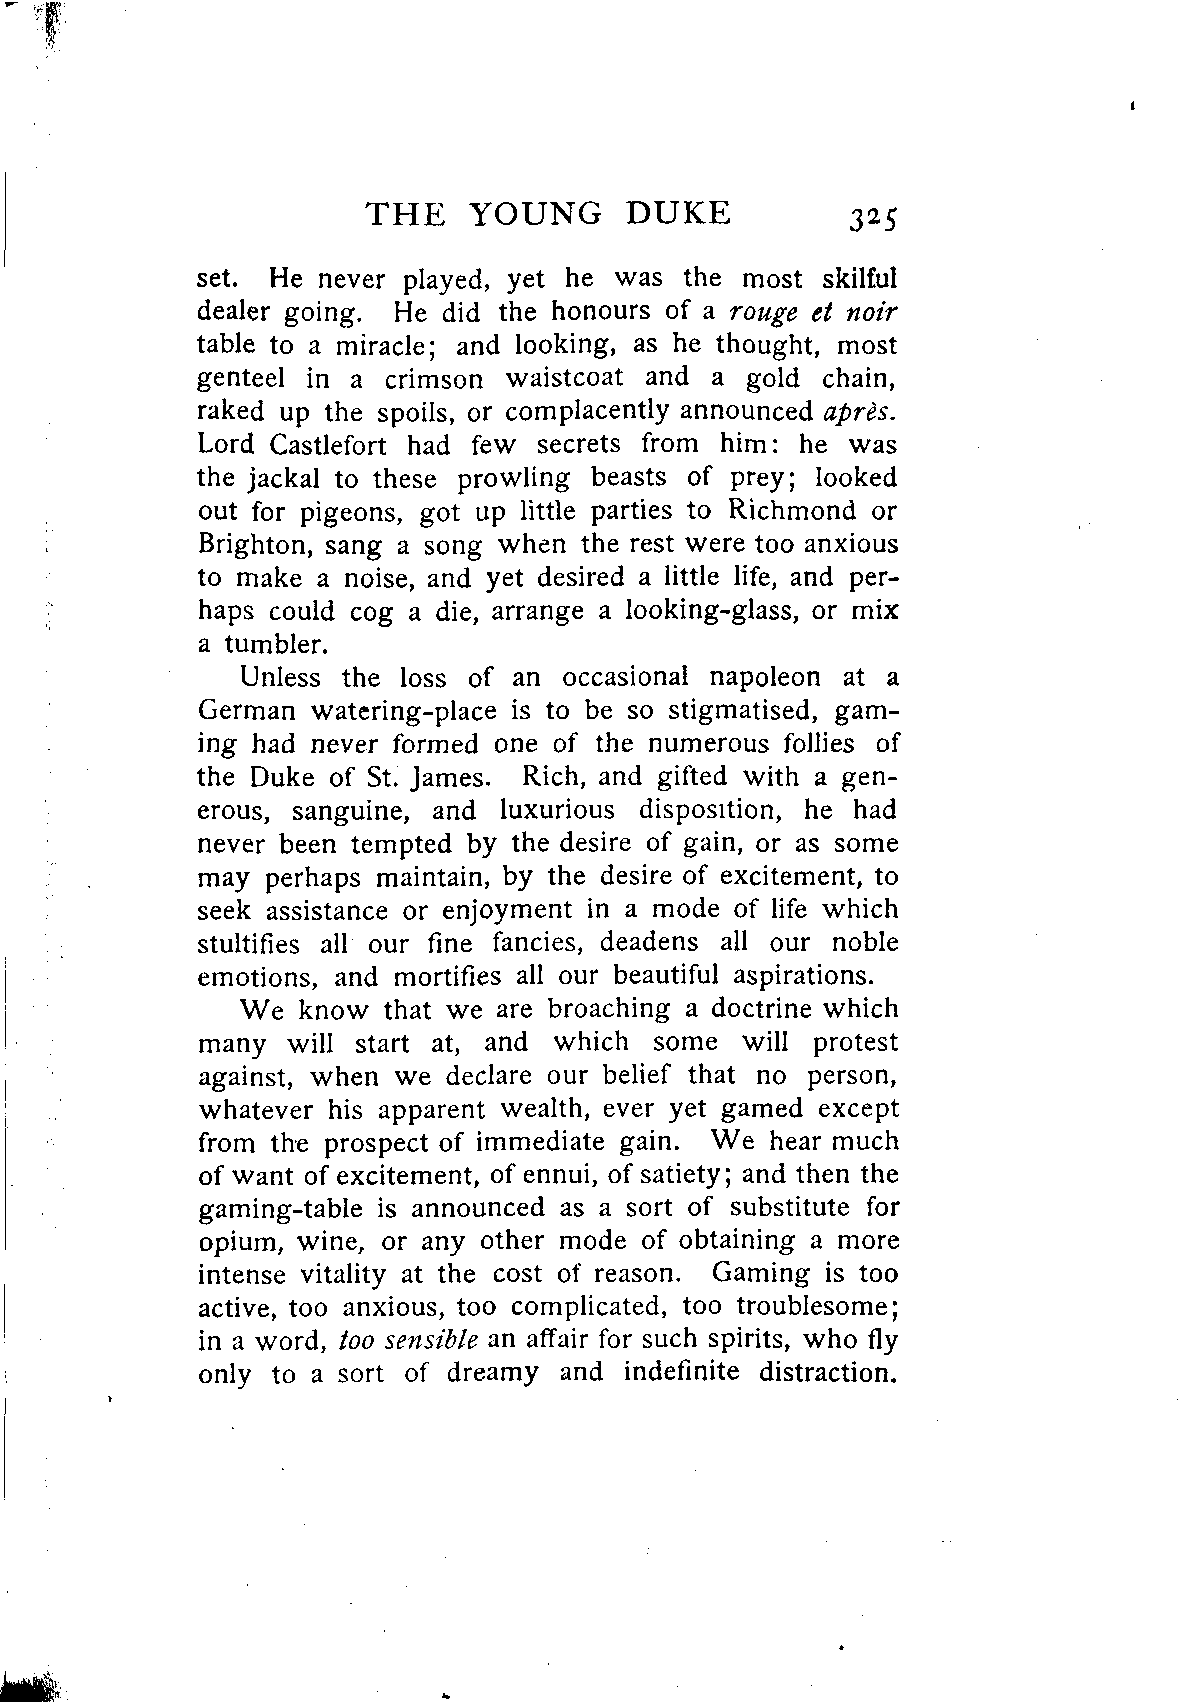 THE YOUNG DUKE 325
set. He never played, yet he was the most skilful
dealer going. He did the honours of a rouge et noir
table to a miracle; and looking, as he thought, most
genteel in a crimson waistcoat and a gold chain,
raked up the spoils, or complacently announced après.
Lord Castlefort had few secrets from him: he was
the jackal to these prowling beasts of prey; looked
out for pigeons, got up little parties to Richmond or
Brighton, sang a song when the rest were too anxious
to make a noise, and yet desired a little life, and per-
haps could cog a die, arrange a looking-glass, or mix
a tumbler.
Unless the loss of an occasional napoleon at a
German watering-place is to be so stigmatised, gam-
ing had never formed one of the numerous follies of
the Duke of St. James. Rich, and gifted with a gen-
erous, sanguine, and luxurious disposition, he had
never been tempted by the desire of gain, or as some
may perhaps maintain, by the desire of excitement, to
seek assistance or enjoyment in a mode of life which
stultifies all our fine fancies, deadens all our noble
emotions, and mortifies all our beautiful aspirations.
We know that we are broaching a doctrine which
many will start at, and which some will protest
against, when we declare our belief that no person,
whatever his apparent wealth, ever yet gamed except
from the prospect of immediate gain. We hear much
of want of excitement, of ennui, of satiety; and then the
gaming-table is announced as a sort of substitute for
opium, wine, or any other mode of obtaining a more
intense vitality at the cost of reason. Gaming is too
active, too anxious, too complicated, too troublesome;
in a word, too sensible an affair for such spirits, who fly
only to a sort of dreamy and indefinite distraction.